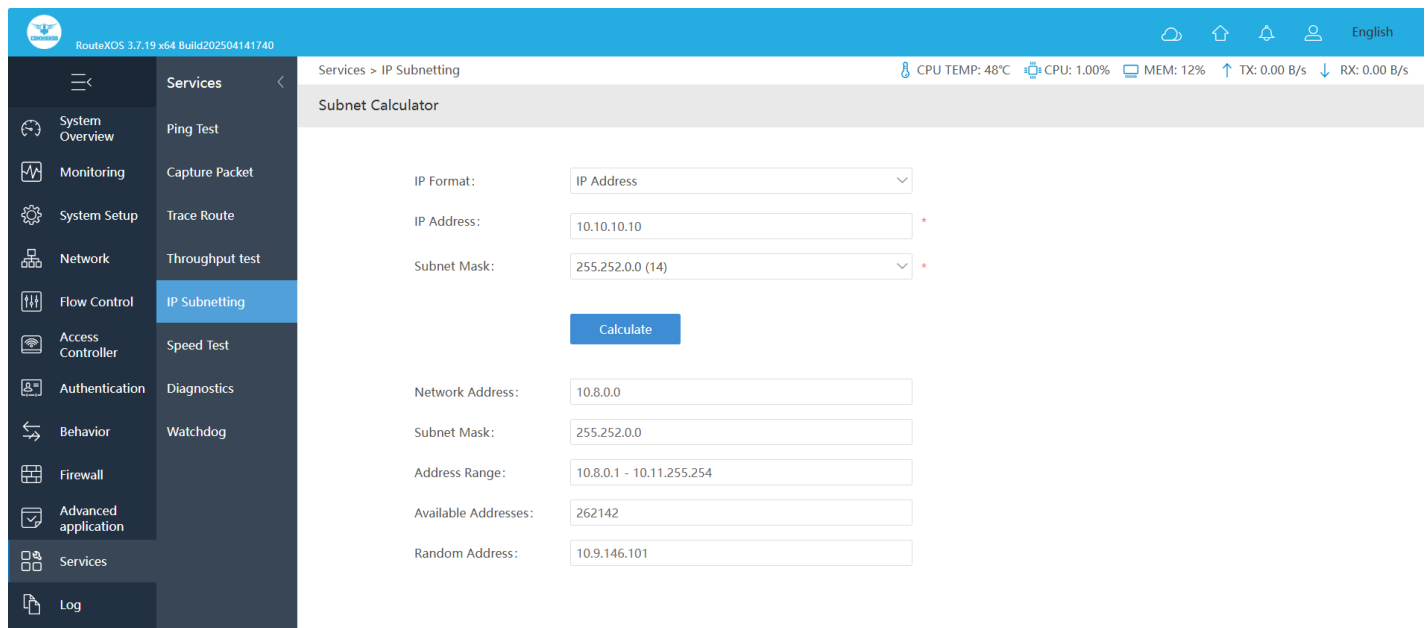 RouteXOS 3.7.19 x64 Build202504141740
English
Services > IP Subnetting
CPU TEMP: 48℃ CPU: 1.00% MEM: 12% TX: 0.00 B/s RX: 0.00 B/s
Services
Subnet Calculator
System
Overview
Monitoring
System Setup
Network
Flow Control
Access
Controller
Authentication
Behavior
Firewall
Advanced
application
Services
Log
Ping Test
Capture Packet
Trace Route
Throughput test
IP Subnetting
Speed Test
Diagnostics
Watchdog
IP Format: IP Address
IP Address: 10.10.10.10 *
Subnet Mask: 255.252.0.0 (14) *
Calculate
Network Address: 10.8.0.0
Subnet Mask: 255.252.0.0
Address Range: 10.8.0.1 - 10.11.255.254
Available Addresses: 262142
Random Address: 10.9.146.101